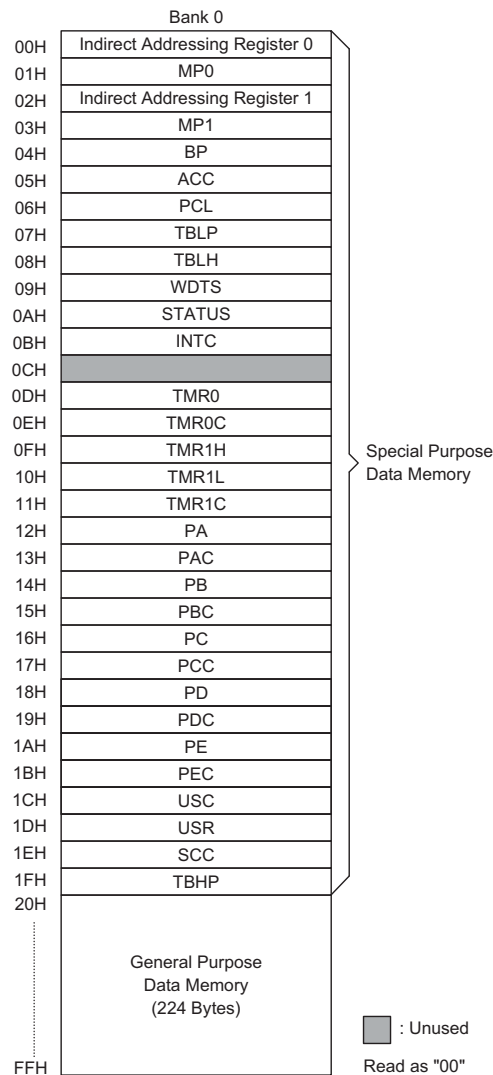 Bank 0
00H Indirect Addressing Register 0
01H MP0
02H Indirect Addressing Register 1
03H MP1
04H BP
05H ACC
06H PCL
07H TBLP
08H TBLH
09H WDTS
0AH STATUS
0BH INTC
0CH
0DH TMR0
0EH TMR0C
0FH TMR1H
10H TMR1L
11H TMR1C
12H PA
13H PAC
14H PB
15H PBC
16H PC
17H PCC
18H PD
19H PDC
1AH PE
1BH PEC
1CH USC
1DH USR
1EH SCC
1FH TBHP
Special Purpose
Data Memory
20H
General Purpose
Data Memory
(224 Bytes)
FFH
: Unused
Read as "00"